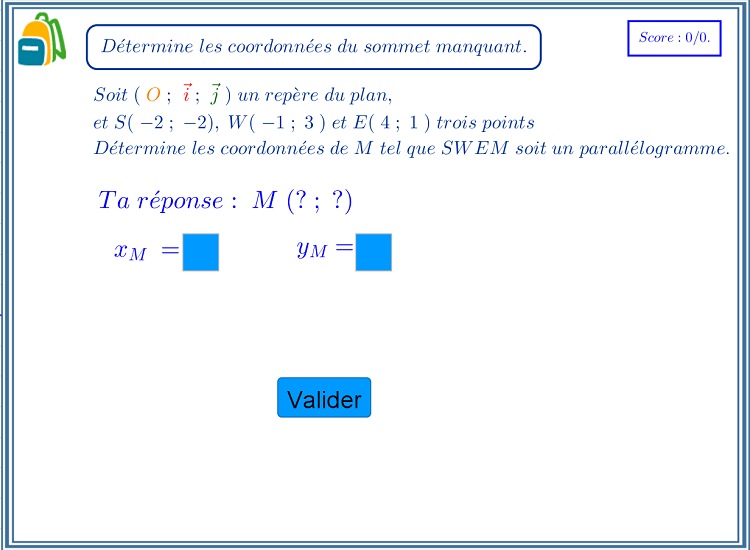 Détermine les coordonnées du sommet manquant.
Score : 0/0.
Soit ( O ; i⃗ ; j⃗ ) un repère du plan,
et S( −2 ; −2), W( −1 ; 3 ) et E( 4 ; 1 ) trois points
Détermine les coordonnées de M tel que SWEM soit un parallélogramme.
Ta réponse : M (? ; ?)
x_M = y_M =
Valider